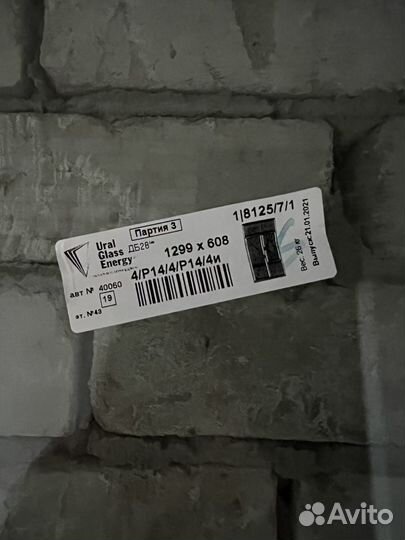 Партия 3
1|8125/7/1
Ural
Glass
Energy
ДБ28
1299 x 608
4/Р14/4/Р14/4и
авт № 40060
19
эт. №43
Вес: 26 кг
Выпуск:21.01.2021
Avito